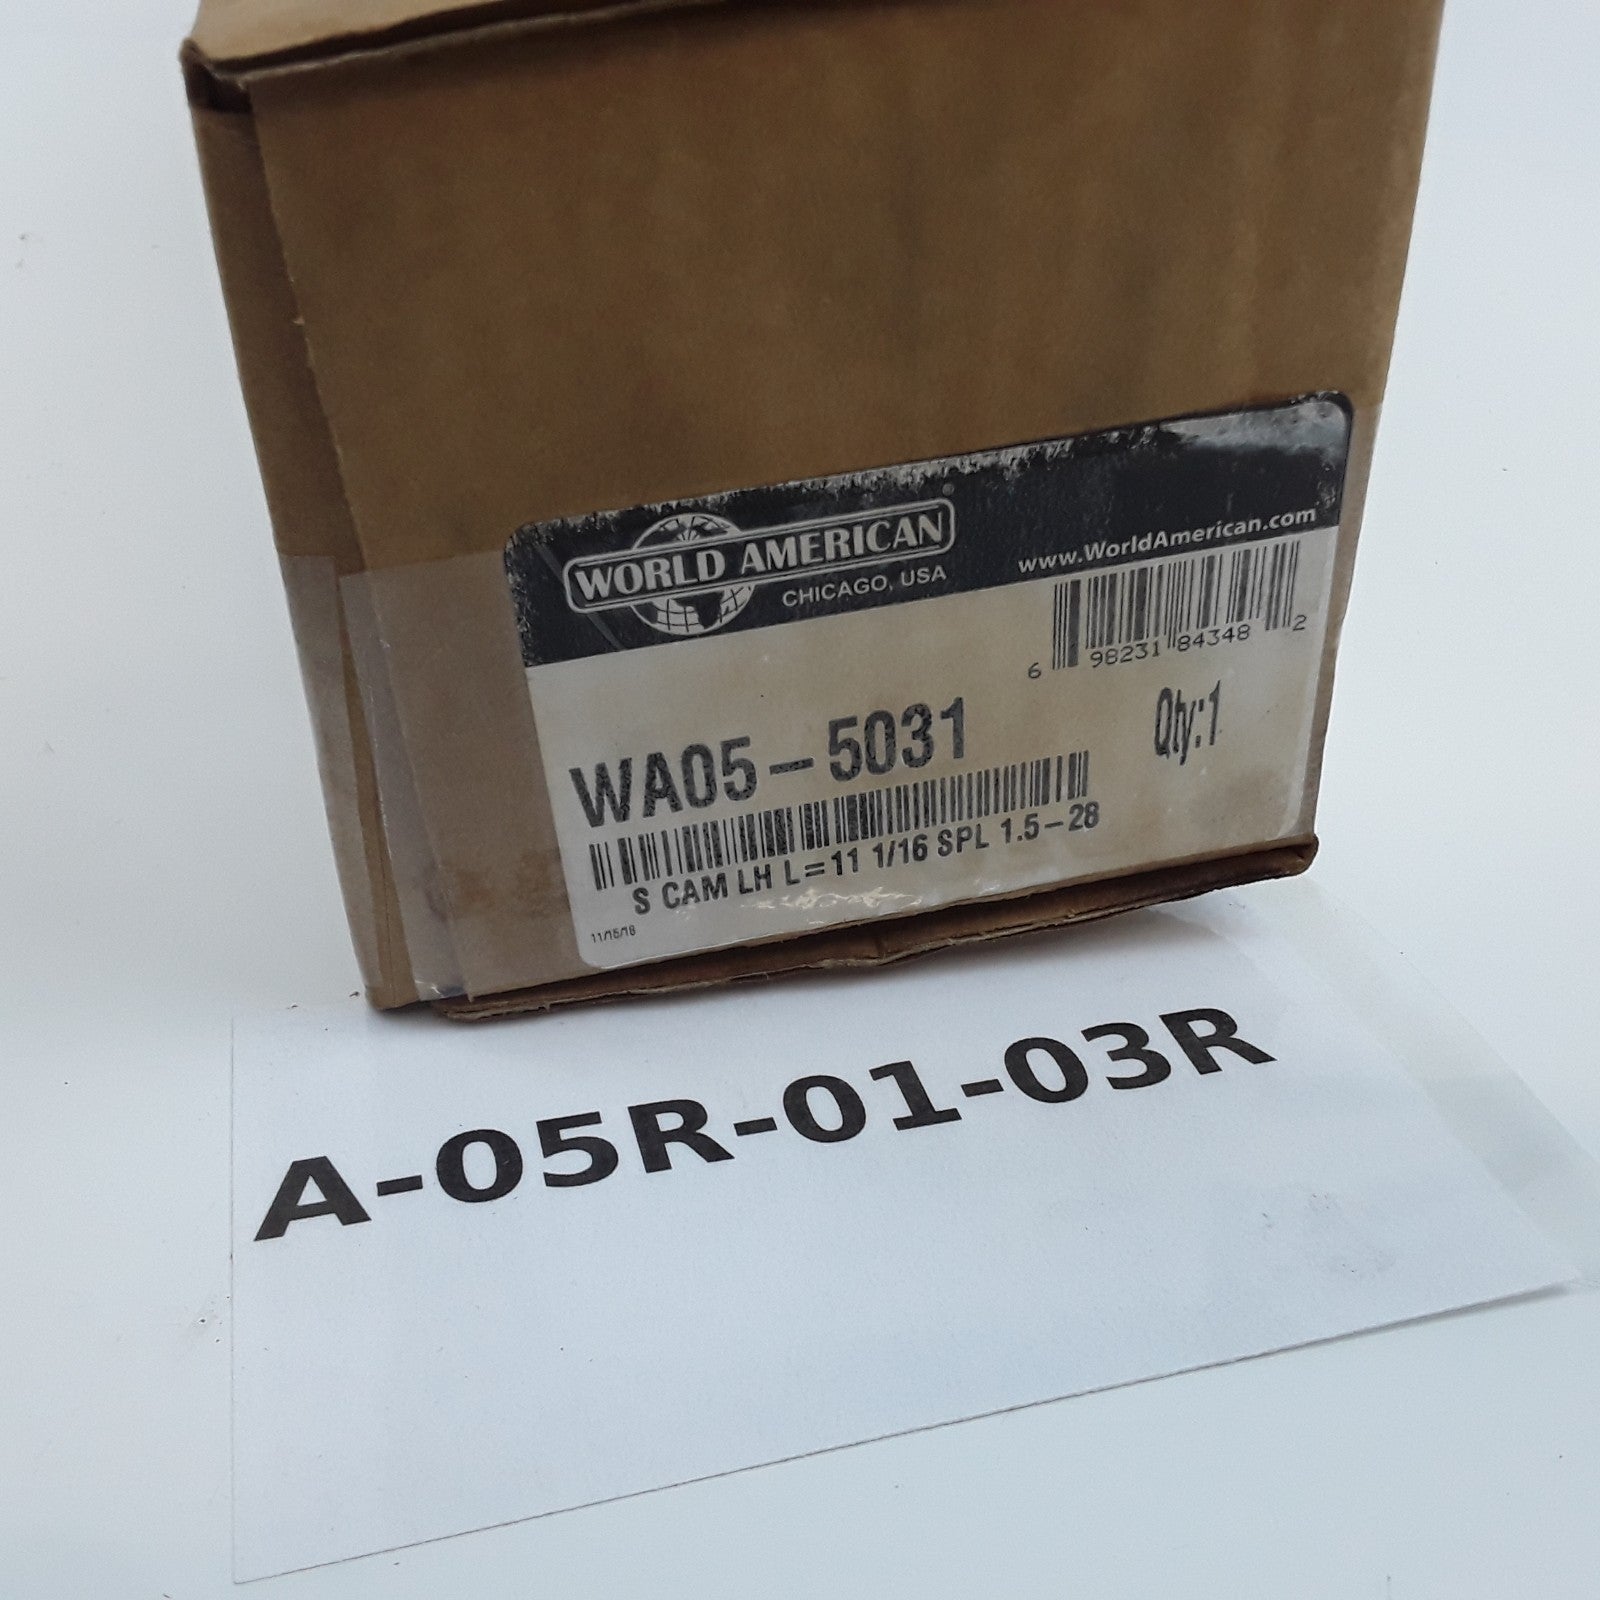 WORLD AMERICAN®
CHICAGO, USA
www.WorldAmerican.com
6 98231 84348 2
WA05-5031
Qty:1
S CAM LH L=11 1/16 SPL 1.5-28
11/15/18
A-05R-01-03R